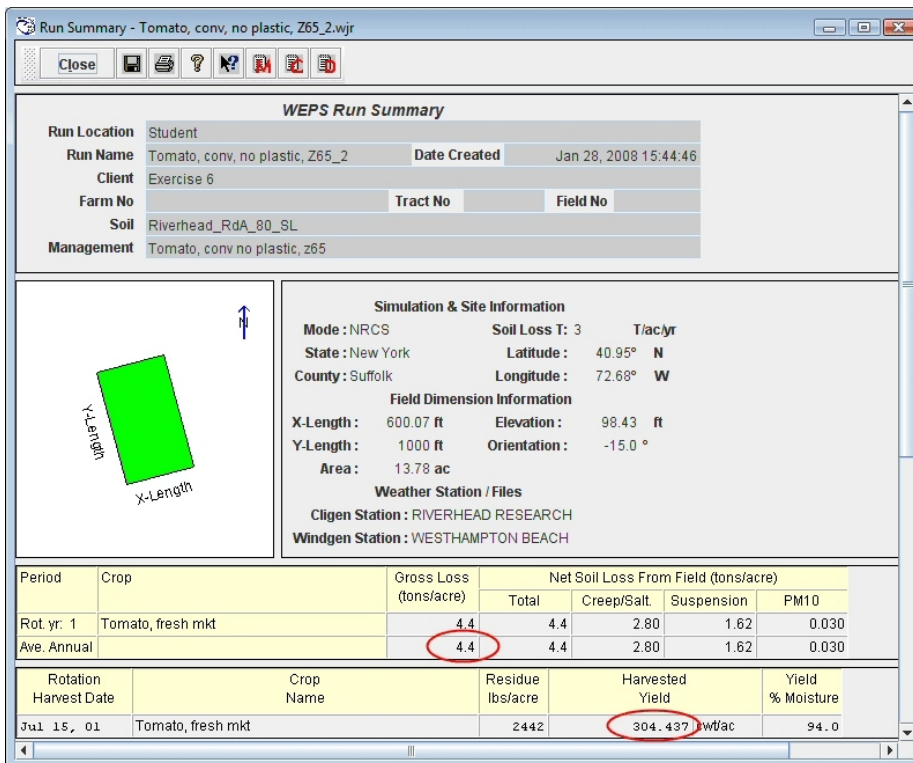 Run Summary - Tomato, conv, no plastic, Z65_2.wjr
Close
WEPS Run Summary
Run Location Student
Run Name Tomato, conv, no plastic, Z65_2 Date Created Jan 28, 2008 15:44:46
Client Exercise 6
Farm No Tract No Field No
Soil Riverhead_RdA_80_SL
Management Tomato, conv no plastic, z65
N
Y-Length
X-Length
Simulation & Site Information
Mode : NRCS Soil Loss T: 3 T/ac/yr
State : New York Latitude : 40.95° N
County : Suffolk Longitude : 72.68° W
Field Dimension Information
X-Length : 600.07 ft Elevation : 98.43 ft
Y-Length : 1000 ft Orientation : -15.0 °
Area : 13.78 ac
Weather Station / Files
Cligen Station : RIVERHEAD RESEARCH
Windgen Station : WESTHAMPTON BEACH
Period Crop Gross Loss Net Soil Loss From Field (tons/acre)
(tons/acre) Total Creep/Salt. Suspension PM10
Rot. yr: 1 Tomato, fresh mkt 4.4 4.4 2.80 1.62 0.030
Ave. Annual 4.4 4.4 2.80 1.62 0.030
Rotation Crop Residue Harvested Yield
Harvest Date Name lbs/acre Yield % Moisture
Jul 15, 01 Tomato, fresh mkt 2442 304.437 cwt/ac 94.0